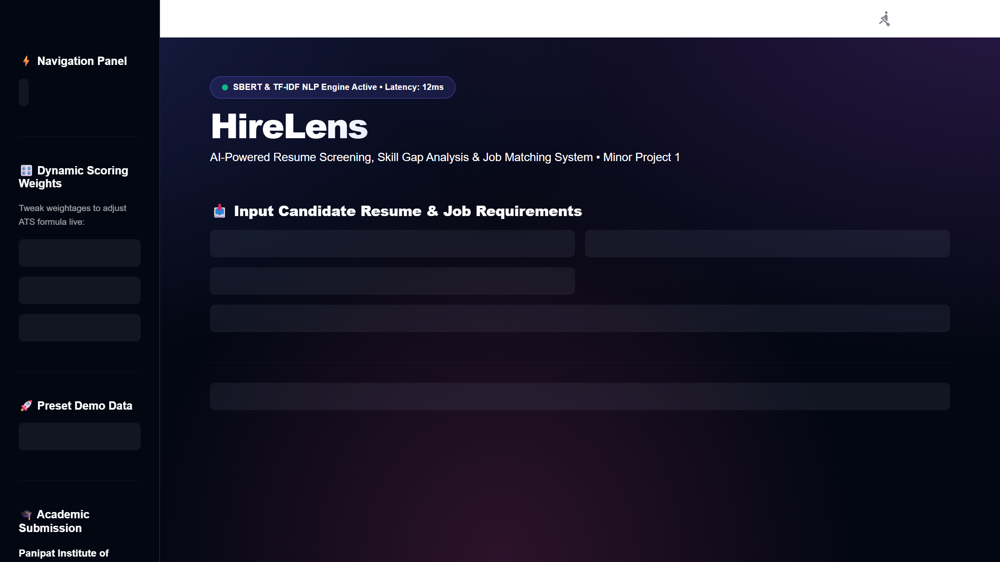 Navigation Panel
Dynamic Scoring
Weights
Tweak weightages to adjust
ATS formula live:
Preset Demo Data
Academic
Submission
Panipat Institute of
SBERT & TF-IDF NLP Engine Active • Latency: 12ms
HireLens
AI-Powered Resume Screening, Skill Gap Analysis & Job Matching System • Minor Project 1
Input Candidate Resume & Job Requirements